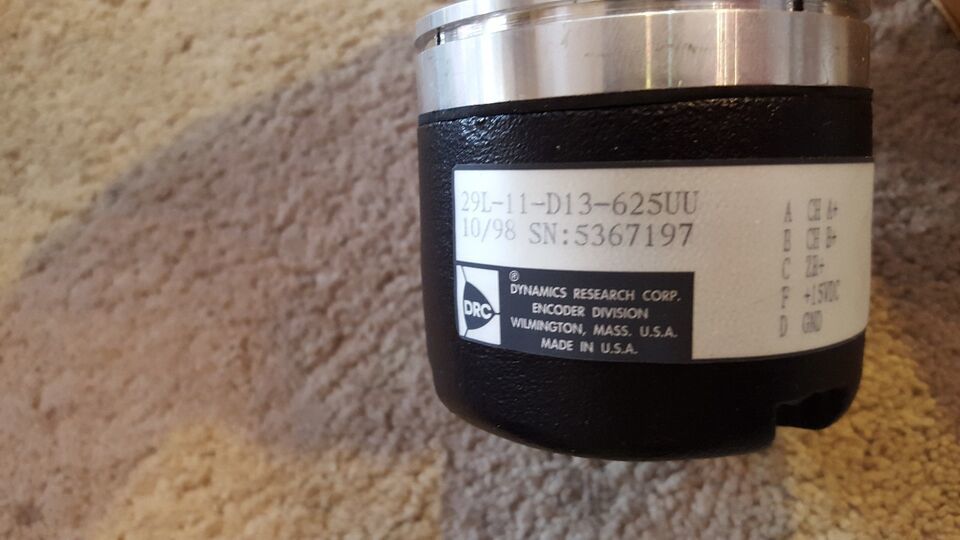 29L-11-D13-625UU
10/98 SN:5367197
A CH A+
B CH B+
C ZR+
F +15VDC
D GND
DRC
®
DYNAMICS RESEARCH CORP.
ENCODER DIVISION
WILMINGTON, MASS. U.S.A.
MADE IN U.S.A.